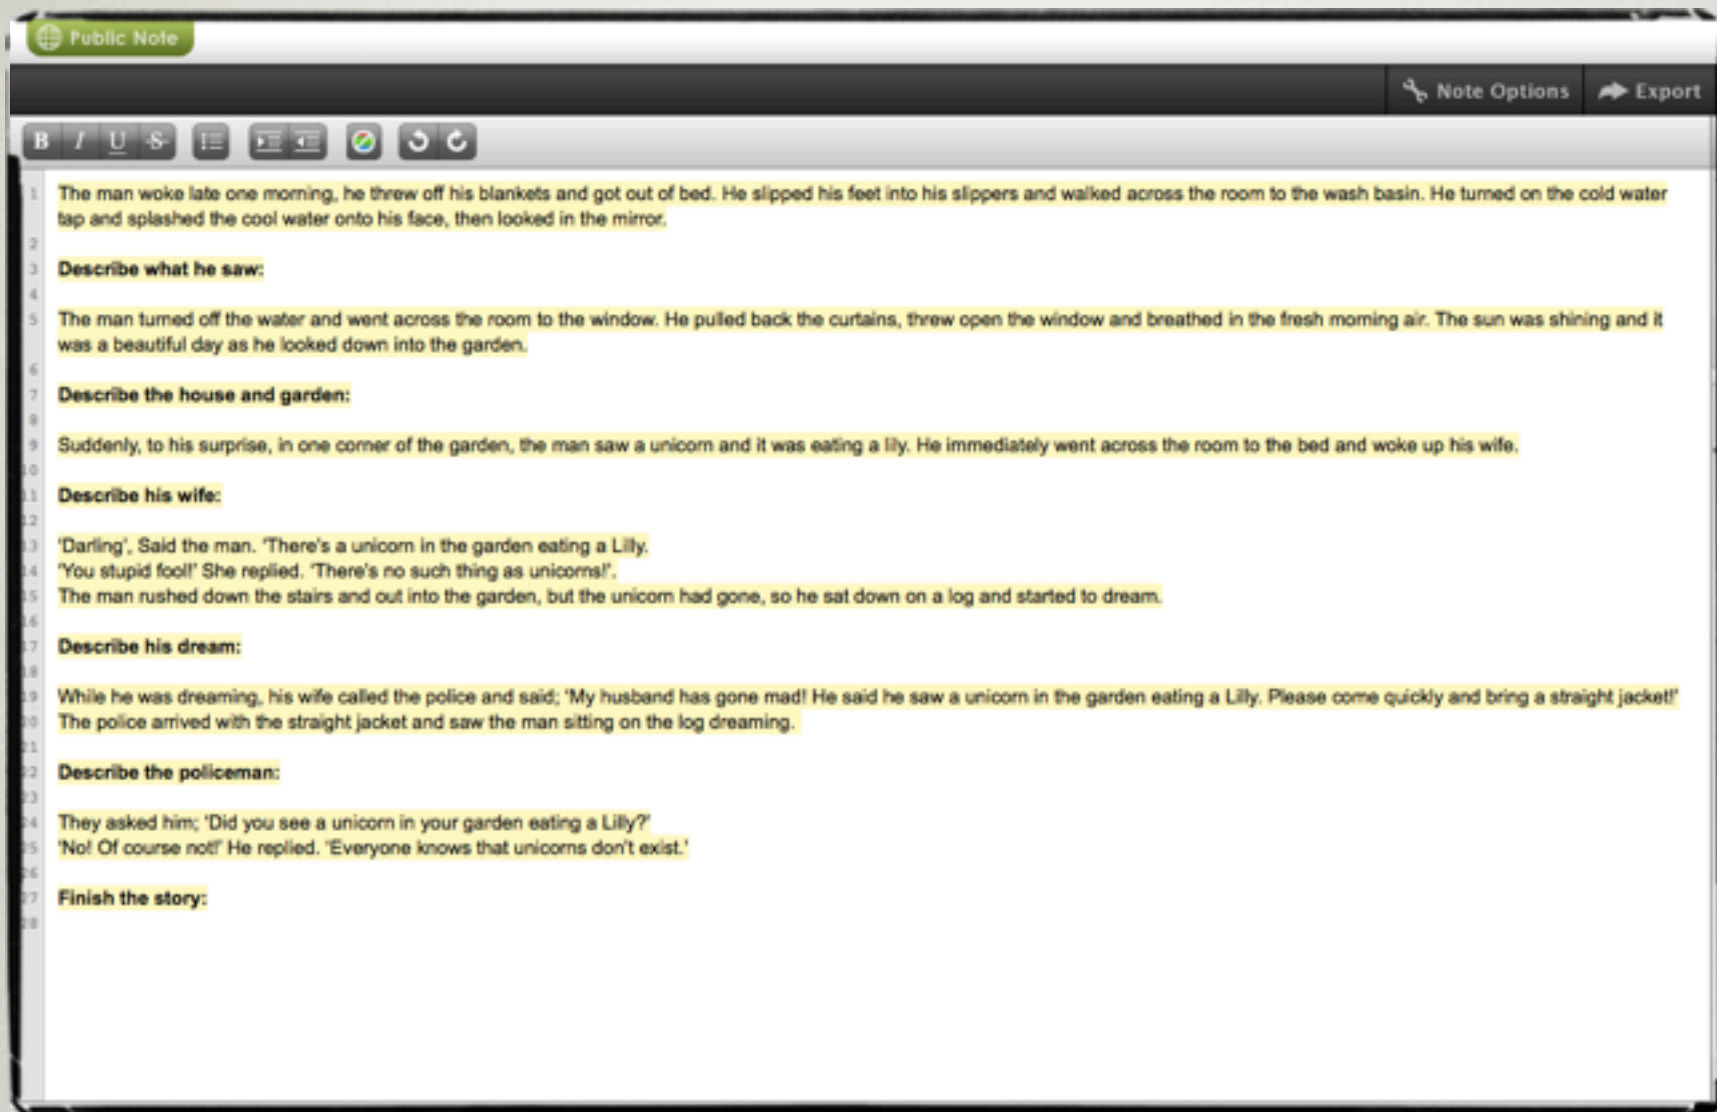 Public Note
Note Options
Export
B I U S
1 The man woke late one morning, he threw off his blankets and got out of bed. He slipped his feet into his slippers and walked across the room to the wash basin. He turned on the cold water
tap and splashed the cool water onto his face, then looked in the mirror.
2
3 Describe what he saw:
4
5 The man turned off the water and went across the room to the window. He pulled back the curtains, threw open the window and breathed in the fresh morning air. The sun was shining and it
was a beautiful day as he looked down into the garden.
6
7 Describe the house and garden:
8
9 Suddenly, to his surprise, in one corner of the garden, the man saw a unicorn and it was eating a lily. He immediately went across the room to the bed and woke up his wife.
10
11 Describe his wife:
12
13 'Darling', Said the man. 'There's a unicorn in the garden eating a Lilly.
14 'You stupid fool!' She replied. 'There's no such thing as unicorns!'.
15 The man rushed down the stairs and out into the garden, but the unicorn had gone, so he sat down on a log and started to dream.
16
17 Describe his dream:
18
19 While he was dreaming, his wife called the police and said; 'My husband has gone mad! He said he saw a unicorn in the garden eating a Lilly. Please come quickly and bring a straight jacket!'
20 The police arrived with the straight jacket and saw the man sitting on the log dreaming.
21
22 Describe the policeman:
23
24 They asked him; 'Did you see a unicorn in your garden eating a Lilly?'
25 'No! Of course not!' He replied. 'Everyone knows that unicorns don't exist.'
26
27 Finish the story:
28